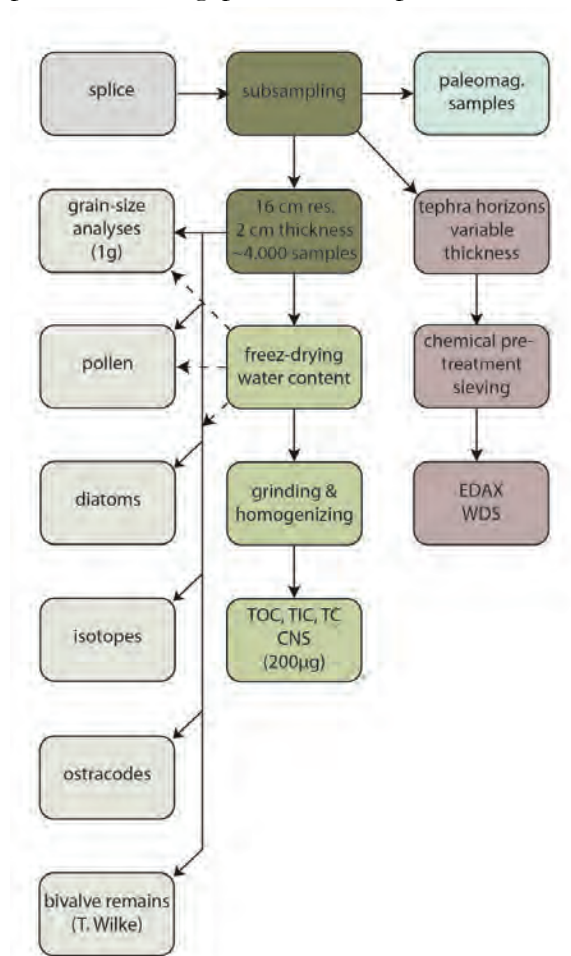 splice
subsampling
paleomag.
samples
grain-size
analyses
(1g)
16 cm res.
2 cm thickness
~4.000 samples
tephra horizons
variable
thickness
pollen
freez-drying
water content
chemical pre-
treatment
sieving
diatoms
grinding &
homogenizing
EDAX
WDS
isotopes
TOC, TIC, TC
CNS
(200µg)
ostracodes
bivalve remains
(T. Wilke)